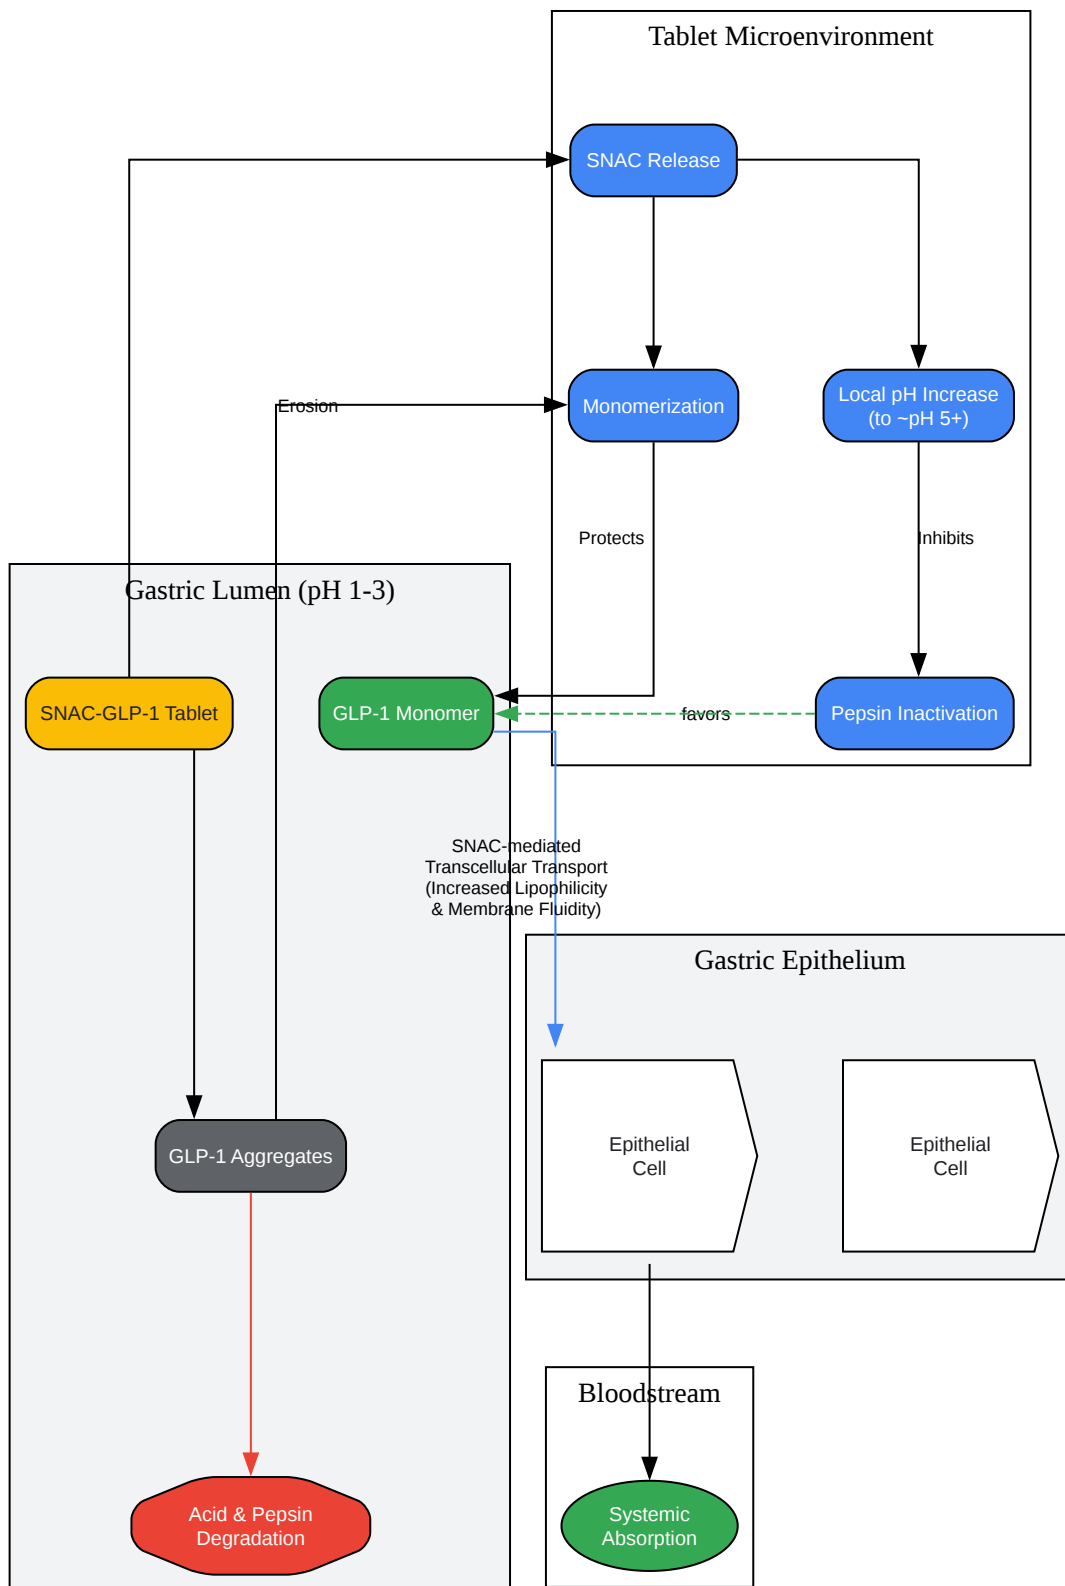 Tablet Microenvironment
SNAC Release
Erosion
Monomerization
Local pH Increase
(to ~pH 5+)
Protects
Inhibits
Gastric Lumen (pH 1-3)
SNAC-GLP-1 Tablet
GLP-1 Monomer
favors
Pepsin Inactivation
SNAC-mediated
Transcellular Transport
(Increased Lipophilicity
& Membrane Fluidity)
Gastric Epithelium
GLP-1 Aggregates
Epithelial
Cell
Epithelial
Cell
Bloodstream
Acid & Pepsin
Degradation
Systemic
Absorption